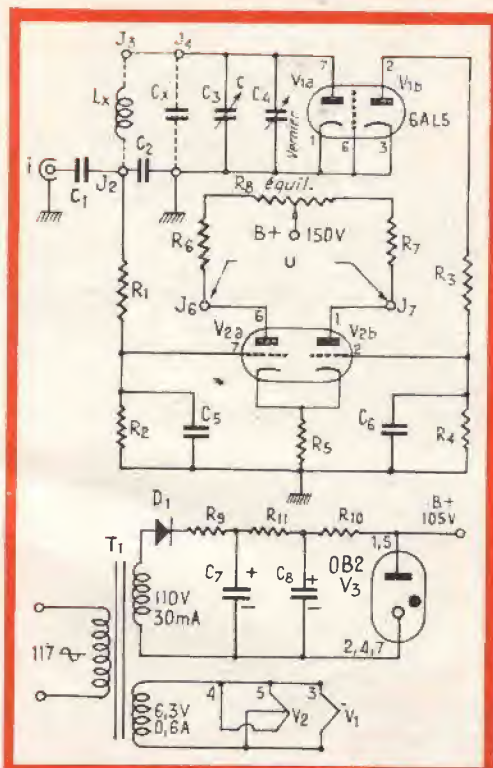 J3
J4
C
V1a
V1b
7
2
Lx
Cx
C3
C4
Vernier
6AL5
1
6
3
i
J2
C2
C1
R8 équil.
B+
150V
R6
R7
U
R3
R1
J6
J7
V2a
6
1
V2b
7
2
R2
C5
R5
C6
R4
D1
R9
R11
R10
B+
105V
T1
1,5
C7
+
C8
+
OB2
V3
110V
30mA
2,4,7
117
4
5
3
6,3V
0,6A
V2
V1